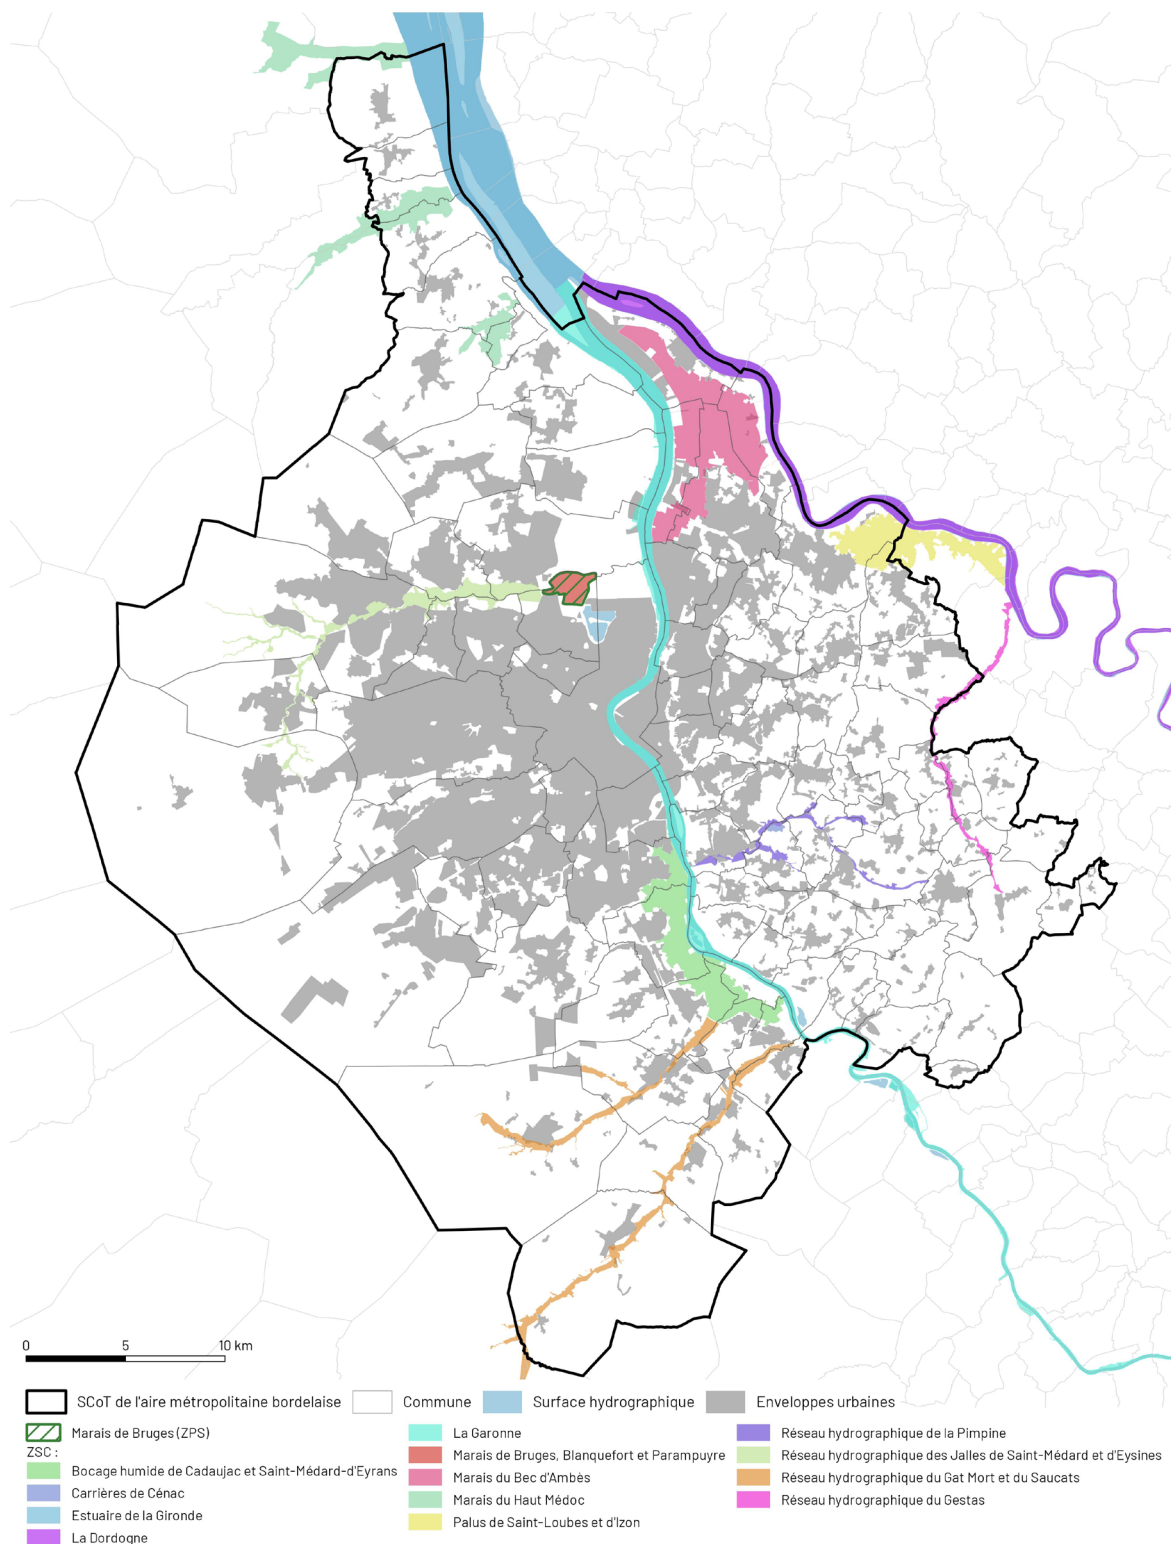 0 5 10 km
SCoT de l'aire métropolitaine bordelaise Commune Surface hydrographique Enveloppes urbaines
Marais de Bruges (ZPS)
ZSC :
Bocage humide de Cadaujac et Saint-Médard-d'Eyrans
Carrières de Cénac
Estuaire de la Gironde
La Dordogne
La Garonne
Marais de Bruges, Blanquefort et Parampuyre
Marais du Bec d'Ambès
Marais du Haut Médoc
Palus de Saint-Loubes et d'Izon
Réseau hydrographique de la Pimpine
Réseau hydrographique des Jalles de Saint-Médard et d'Eysines
Réseau hydrographique du Gat Mort et du Saucats
Réseau hydrographique du Gestas